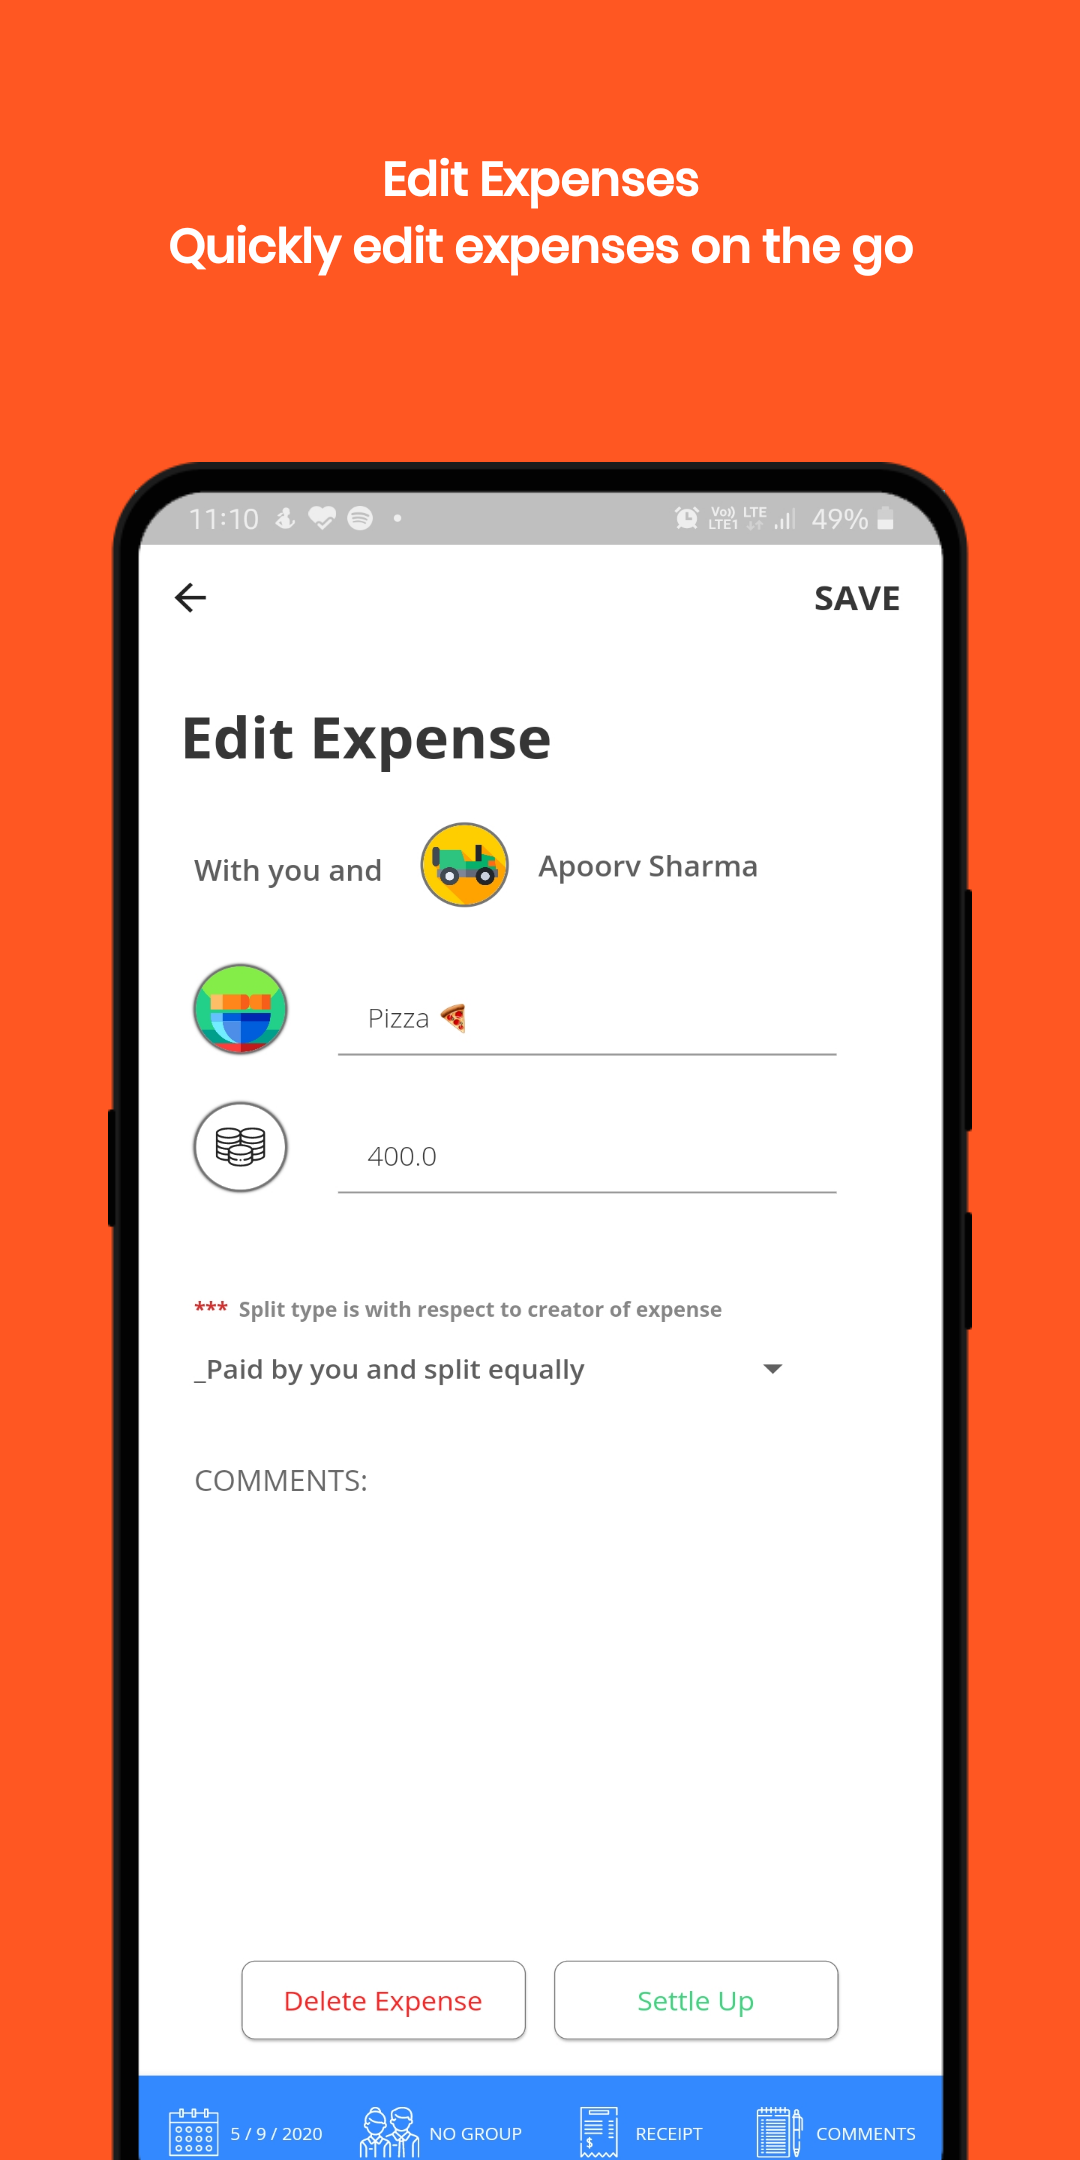 Edit Expenses
Quickly edit expenses on the go
11:10 Vo)) LTE LTE1 49%
SAVE
Edit Expense
With you and Apoorv Sharma
Pizza 🍕
400.0
*** Split type is with respect to creator of expense
_Paid by you and split equally
COMMENTS:
Delete Expense Settle Up
5 / 9 / 2020 NO GROUP RECEIPT COMMENTS